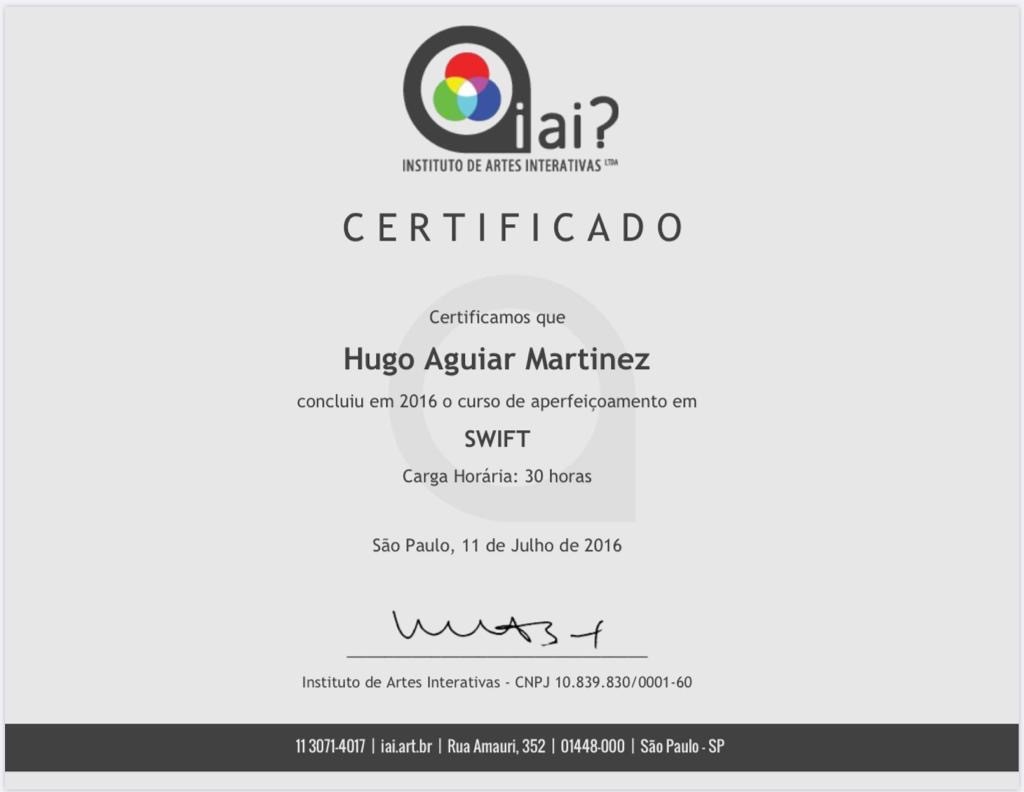 iai?
INSTITUTO DE ARTES INTERATIVAS LTDA
CERTIFICADO
Certificamos que
Hugo Aguiar Martinez
concluiu em 2016 o curso de aperfeiçoamento em
SWIFT
Carga Horária: 30 horas
São Paulo, 11 de Julho de 2016
Instituto de Artes Interativas - CNPJ 10.839.830/0001-60
11 3071-4017 | iai.art.br | Rua Amauri, 352 | 01448-000 | São Paulo - SP